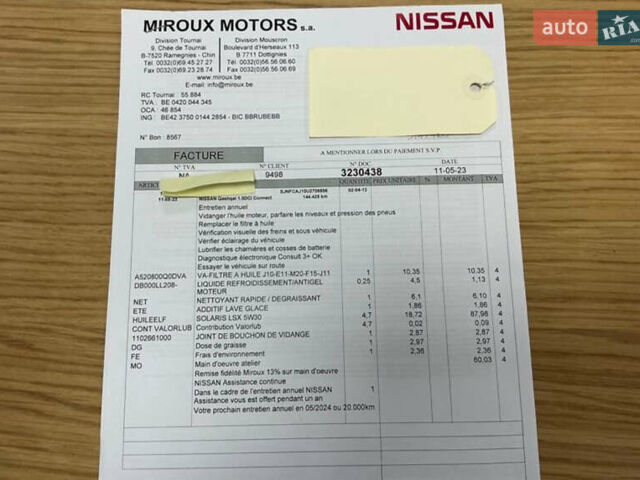 MIROUX MOTORS s.a.
NISSAN
auto RIA.com
Division Tournai
9, Chée de Tournai
B-7520 Ramegnies - Chin
Tél. 0032(0)69.45.27.27
Fax 0032(0)69 23 28 74
Division Mouscron
Boulevard d'Herseaux 113
B 7711 Dottignies
Tél. 0032(0)56.56.06.60
Fax 0032(0)56.56.06.69
www.miroux.be
E-mail: info@miroux.be
RC Tournai : 55 884
TVA : BE 0420.044.345
OCA : 46 854
ING : BE42 3750 0144 2854 - BIC BBRUBEBB
N° Bon : 8567
FACTURE
A MENTIONNER LORS DU PAIEMENT S.V.P.
N° TVA N° CLIENT N° DOC. DATE
NA 9498 3230438 11-05-23
ARTICL QUANTITE PRIX UNITAIRE % MONTANT TVA
11-05-23 NISSAN Qashqai 1.5DCi Connect 144.429 km 02-04-13
Entretien annuel
Vidanger l'huile moteur, parfaire les niveaux et pression des pneus
Remplacer le filtre à huile
Vérification visuelle des freins et sous véhicule
Vérifier éclairage du véhicule
Lubrifier les charnières et cosses de batterie
Diagnostique électronique Consult 3+ OK
Essayer le véhicule sur route
A520800Q0DVA VA-FILTRE A HUILE J10-E11-M20-F15-J11 1 10,35 10,35 4
DB000LL208- LIQUIDE REFROIDISSEMENT/ANTIGEL 0,25 4,5 1,13 4
MOTEUR
NET NETTOYANT RAPIDE / DEGRAISSANT 1 6,1 6,10 4
ETE ADDITIF LAVE GLACE 1 1,86 1,86 4
HUILEELF SOLARIS LSX 5W30 4,7 18,72 87,98 4
CONT VALORLUB Contribution Valorlub 4,7 0,02 0,09 4
1102661000 JOINT DE BOUCHON DE VIDANGE 1 2,87 2,87 4
DG Dose de graisse 1 2,97 2,97 4
FE Frais d'environnement 1 2,36 2,36 4
MO Main d'oeuvre atelier 60,03 4
Remise fidélité Miroux 13% sur main d'oeuvre
NISSAN Assistance continue
Dans le cadre de l'entretien annuel NISSAN 1
Assistance vous est offert pendant un an
Votre prochain entretien annuel en 05/2024 ou 20.000km